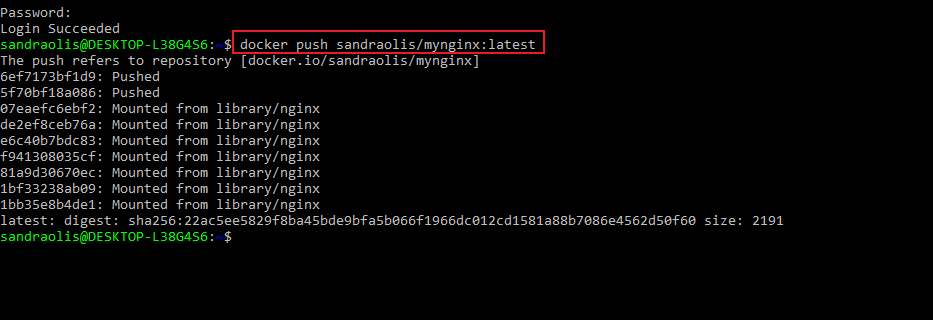 Password:
Login Succeeded
sandraolis@DESKTOP-L38G4S6:~$ docker push sandraolis/mynginx:latest
The push refers to repository [docker.io/sandraolis/mynginx]
6ef7173bf1d9: Pushed
5f70bf18a086: Pushed
07eaefc6ebf2: Mounted from library/nginx
de2ef8ceb76a: Mounted from library/nginx
e6c40b7bdc83: Mounted from library/nginx
f941308035cf: Mounted from library/nginx
81a9d30670ec: Mounted from library/nginx
1bf33238ab09: Mounted from library/nginx
1bb35e8b4de1: Mounted from library/nginx
latest: digest: sha256:22ac5ee5829f8ba45bde9bfa5b066f1966dc012cd1581a88b7086e4562d50f60 size: 2191
sandraolis@DESKTOP-L38G4S6:~$